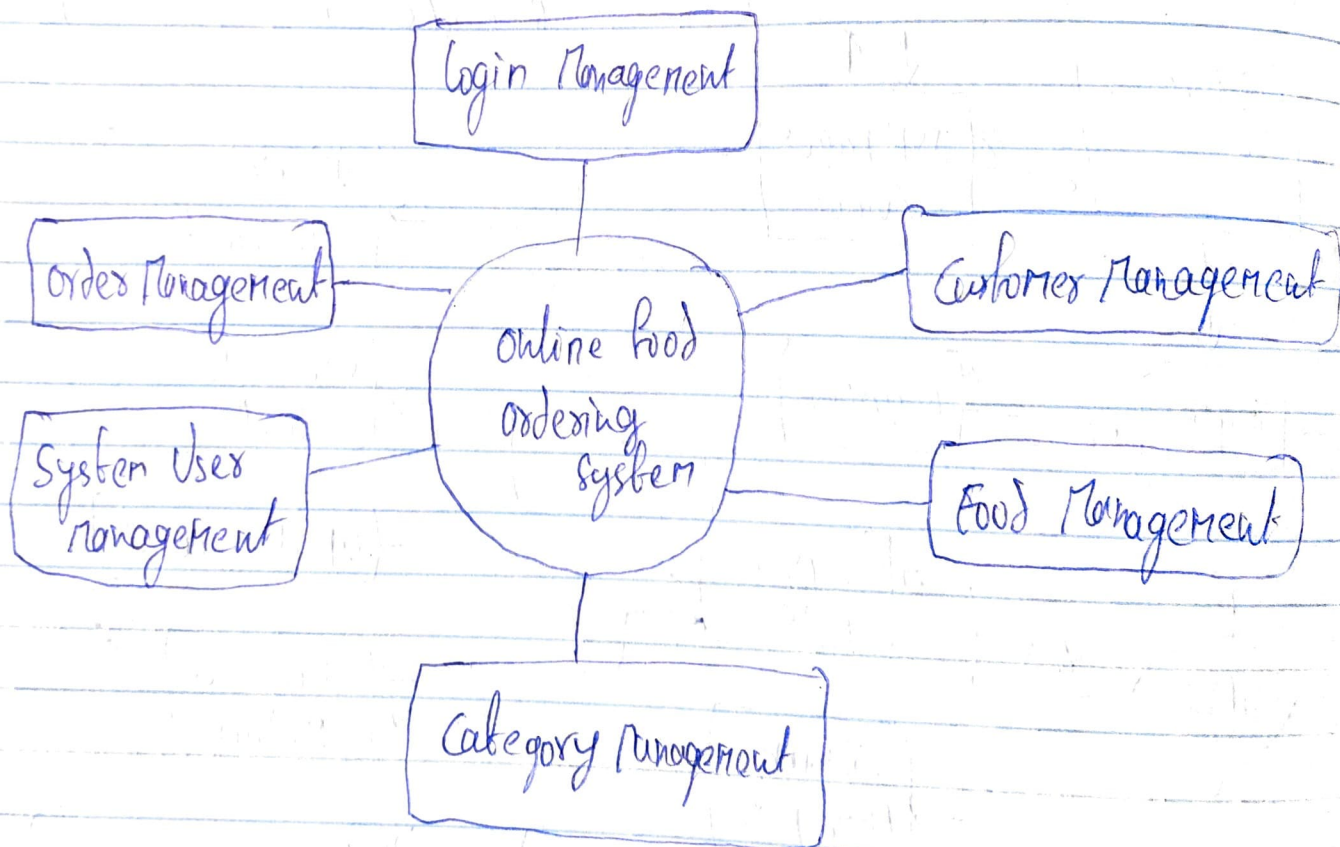 Login Management
Order Management
Customer Management
online food
ordering
system
System User
management
Food Management
Category Management